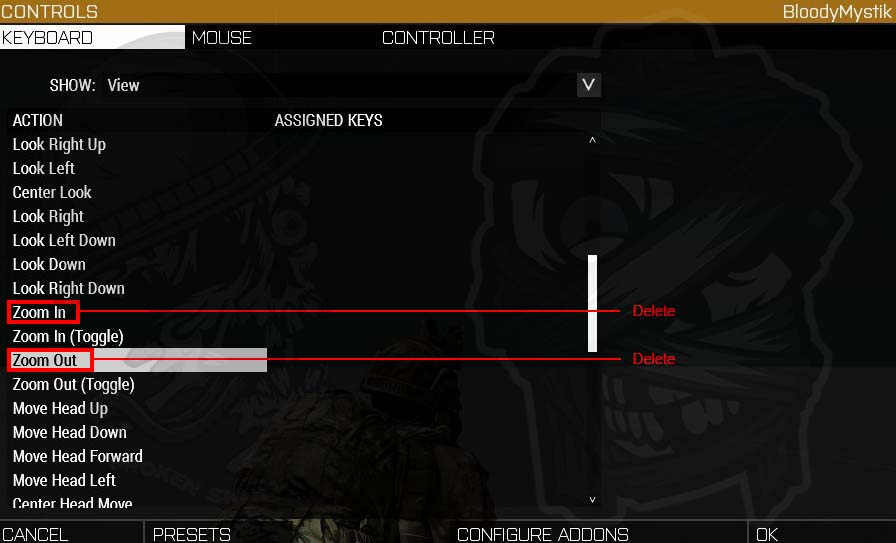 CONTROLS BloodyMystik
KEYBOARD MOUSE CONTROLLER
SHOW: View V
ACTION ASSIGNED KEYS
Look Right Up
Look Left
Center Look
Look Right
Look Left Down
Look Down
Look Right Down
Zoom In Delete
Zoom In (Toggle)
Zoom Out Delete
Zoom Out (Toggle)
Move Head Up
Move Head Down
Move Head Forward
Move Head Left
Center Head Move
CANCEL PRESETS CONFIGURE ADDONS OK